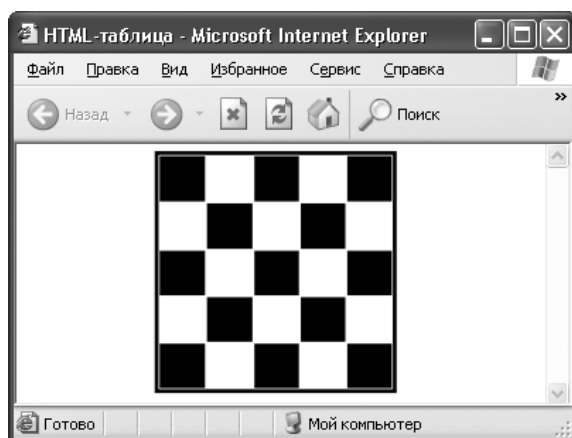 HTML-таблица - Microsoft Internet Explorer
Файл Правка Вид Избранное Сервис Справка
Назад Поиск »
Готово Мой компьютер